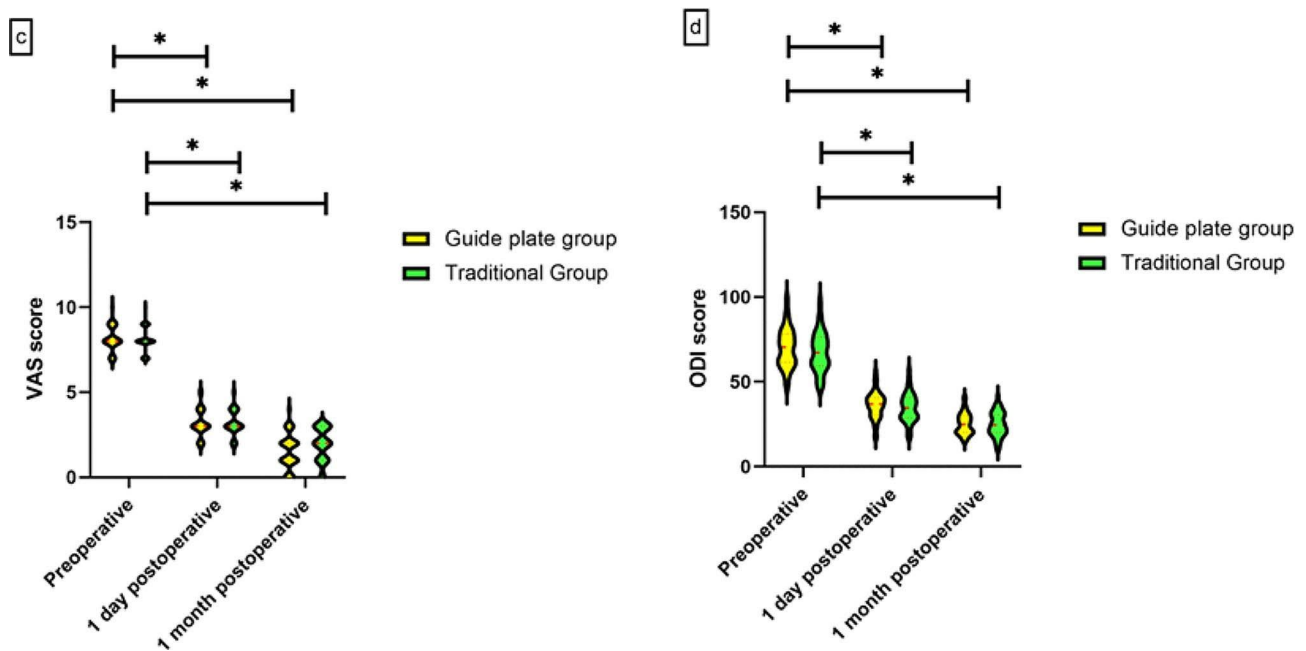 c
*
*
*
*
15
10
5
0
VAS score
Preoperative
1 day postoperative
1 month postoperative
Guide plate group
Traditional Group
d
*
*
*
*
150
100
50
0
ODI score
Preoperative
1 day postoperative
1 month postoperative
Guide plate group
Traditional Group